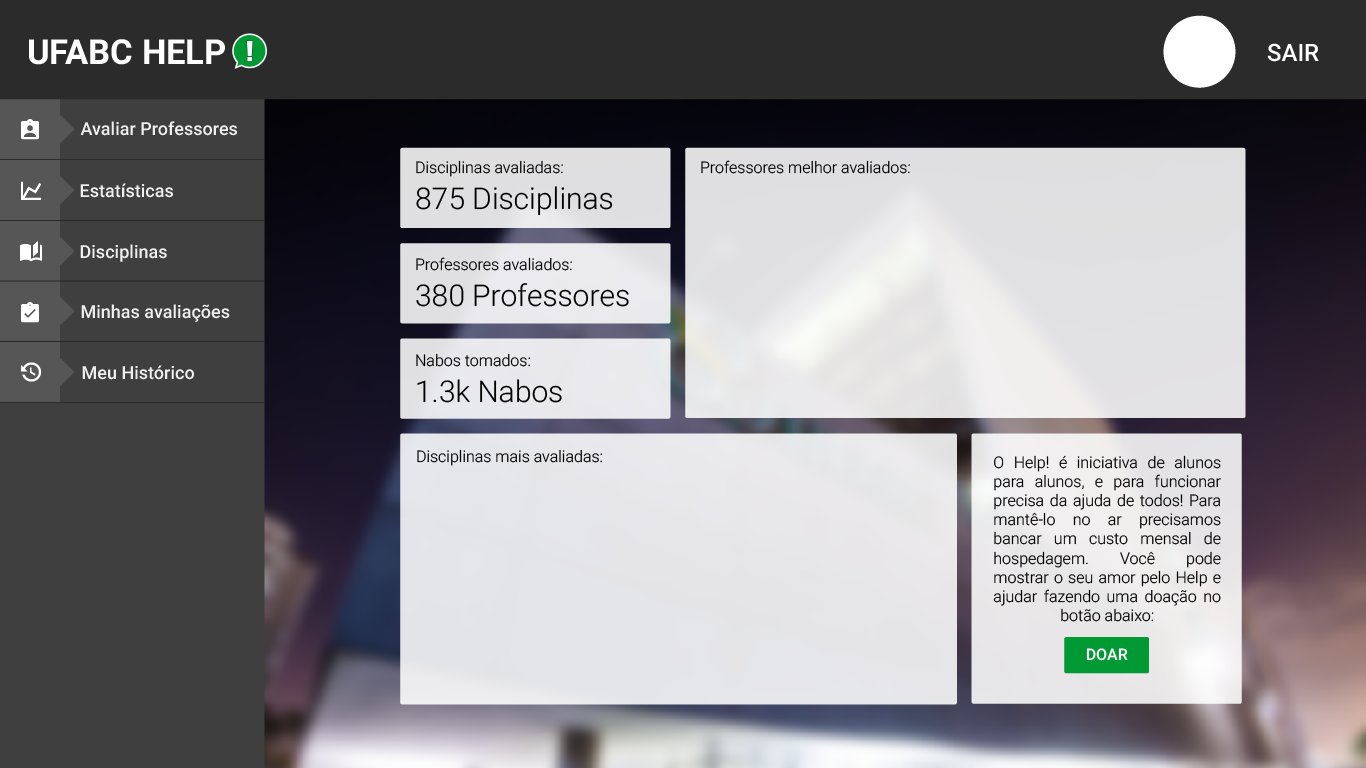 UFABC HELP!
SAIR
Avaliar Professores
Estatísticas
Disciplinas
Minhas avaliações
Meu Histórico
Disciplinas avaliadas:
875 Disciplinas
Professores avaliados:
380 Professores
Nabos tomados:
1.3k Nabos
Professores melhor avaliados:
Disciplinas mais avaliadas:
O Help! é iniciativa de alunos
para alunos, e para funcionar
precisa da ajuda de todos! Para
mantê-lo no ar precisamos
bancar um custo mensal de
hospedagem. Você pode
mostrar o seu amor pelo Help e
ajudar fazendo uma doação no
botão abaixo:
DOAR